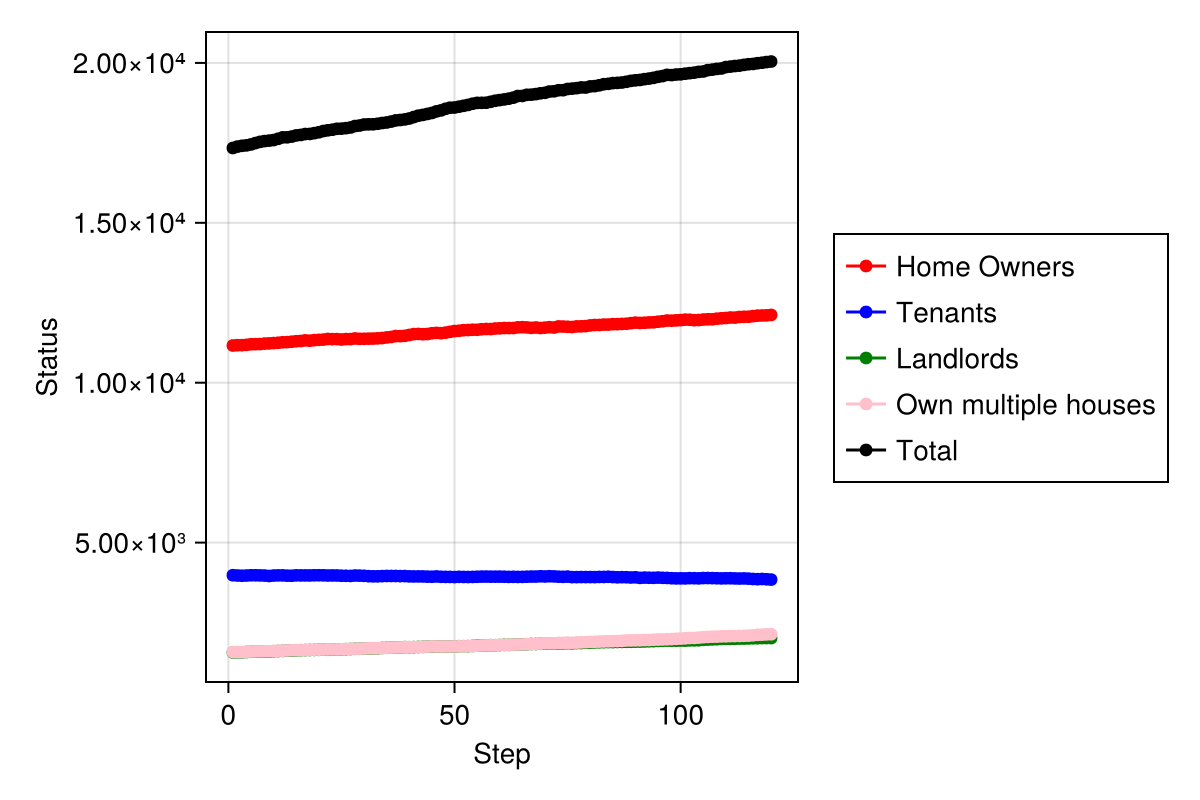 2.00×10⁴
1.50×10⁴
1.00×10⁴
5.00×10³
Status
0
50
100
Step
Home Owners
Tenants
Landlords
Own multiple houses
Total